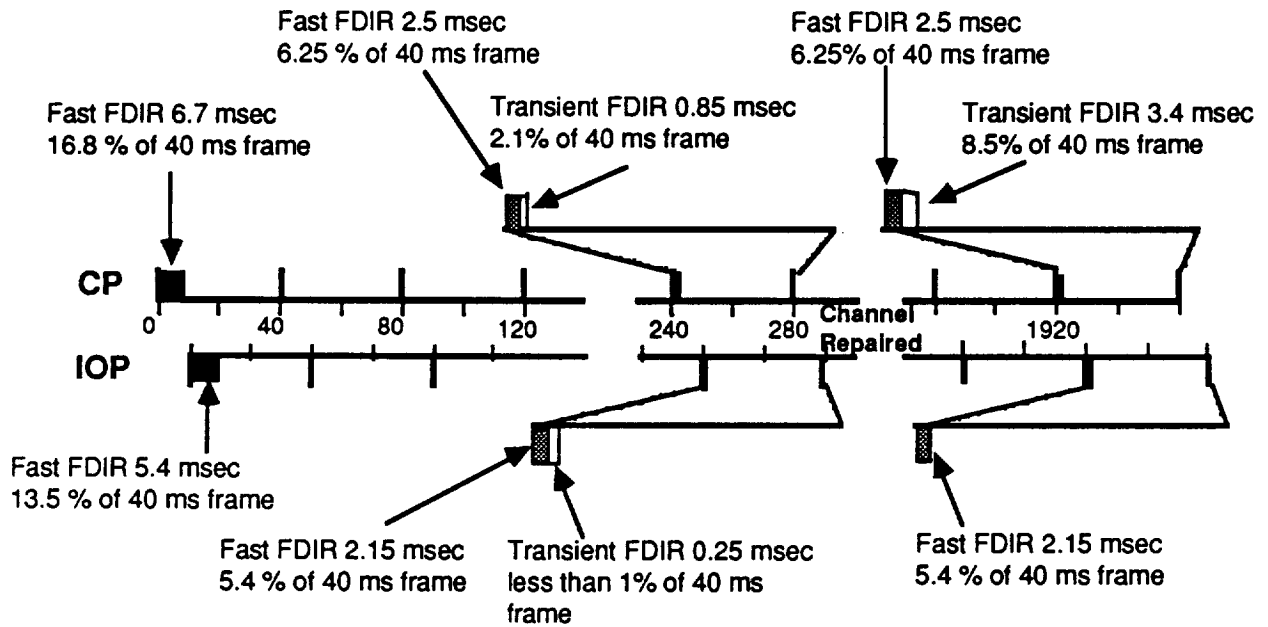 Fast FDIR 2.5 msec
6.25 % of 40 ms frame
Fast FDIR 2.5 msec
6.25% of 40 ms frame
Fast FDIR 6.7 msec
16.8 % of 40 ms frame
Transient FDIR 0.85 msec
2.1% of 40 ms frame
Transient FDIR 3.4 msec
8.5% of 40 ms frame
CP
0
40
80
120
240
280
Channel
Repaired
1920
IOP
Fast FDIR 5.4 msec
13.5 % of 40 ms frame
Fast FDIR 2.15 msec
5.4 % of 40 ms frame
Transient FDIR 0.25 msec
less than 1% of 40 ms
frame
Fast FDIR 2.15 msec
5.4 % of 40 ms frame